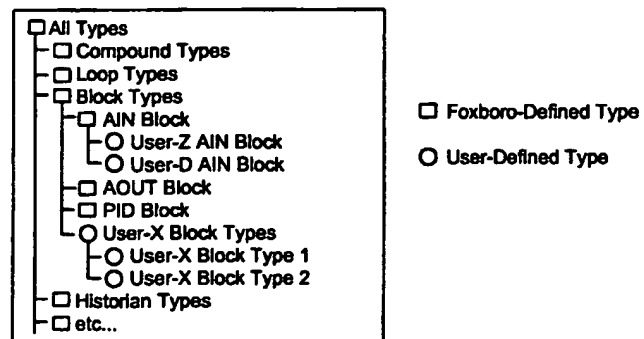 All Types
Compound Types
Loop Types
Block Types
AIN Block
User-Z AIN Block
User-D AIN Block
AOUT Block
PID Block
User-X Block Types
User-X Block Type 1
User-X Block Type 2
Historian Types
etc...
Foxboro-Defined Type
User-Defined Type